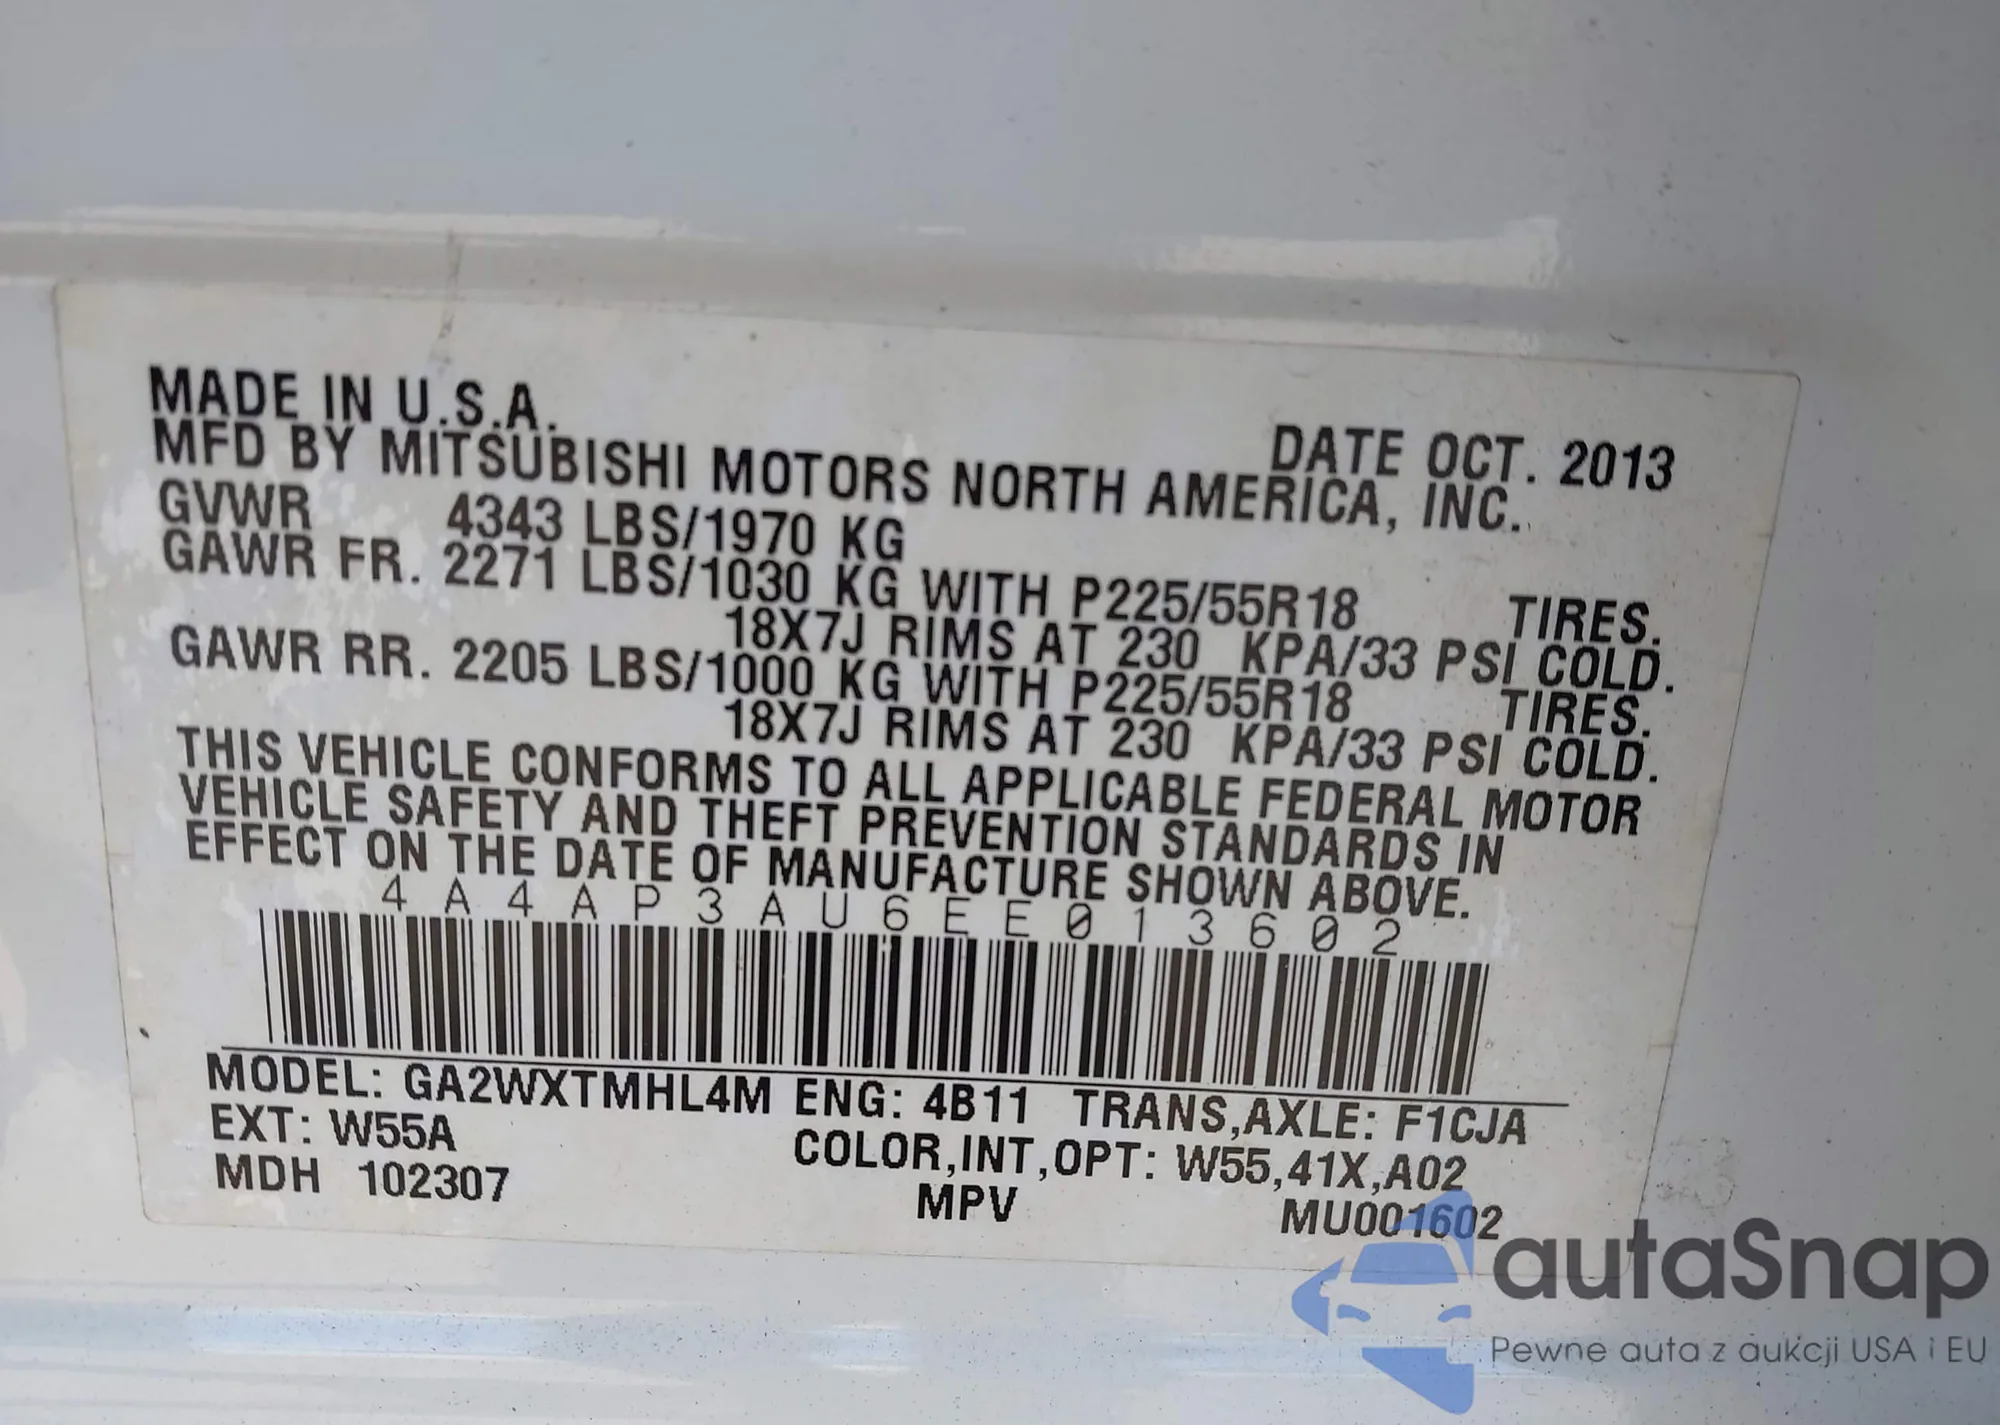 MADE IN U.S.A.
DATE OCT. 2013
MFD BY MITSUBISHI MOTORS NORTH AMERICA, INC.
GVWR 4343 LBS/1970 KG
GAWR FR. 2271 LBS/1030 KG WITH P225/55R18 TIRES.
18X7J RIMS AT 230 KPA/33 PSI COLD.
GAWR RR. 2205 LBS/1000 KG WITH P225/55R18 TIRES.
18X7J RIMS AT 230 KPA/33 PSI COLD.
THIS VEHICLE CONFORMS TO ALL APPLICABLE FEDERAL MOTOR
VEHICLE SAFETY AND THEFT PREVENTION STANDARDS IN
EFFECT ON THE DATE OF MANUFACTURE SHOWN ABOVE.
4A4AP3AU6EE013602
MODEL: GA2WXTMHL4M ENG: 4B11 TRANS,AXLE: F1CJA
EXT: W55A COLOR,INT,OPT: W55,41X,A02
MDH 102307 MPV MU001602
autaSnap
Pewne auta z aukcji USA i EU